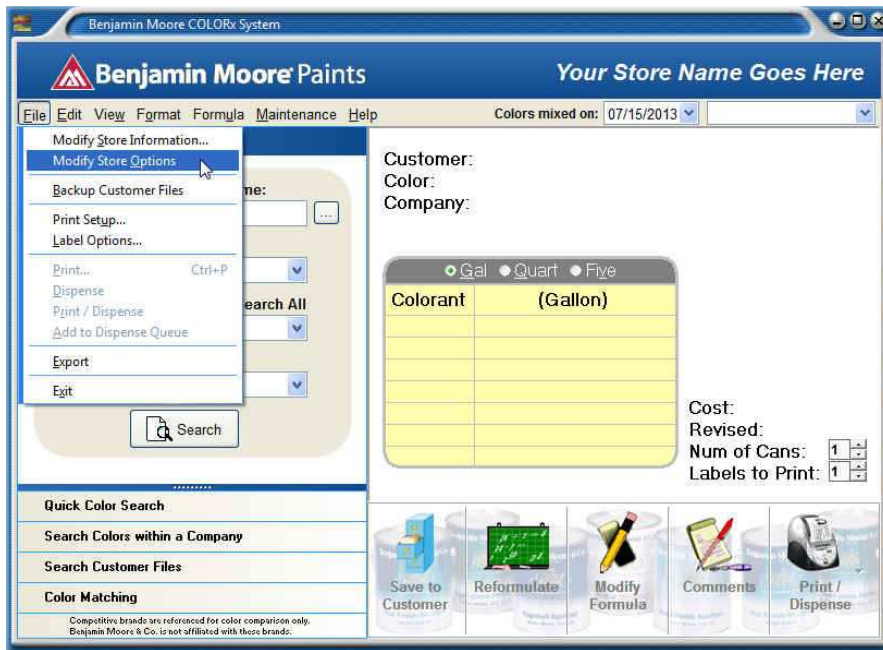 Benjamin Moore COLORx System
Benjamin Moore Paints
Your Store Name Goes Here
File Edit View Format Formula Maintenance Help
Colors mixed on: 07/15/2013
Modify Store Information...
Modify Store Options
Backup Customer Files
Print Setup...
Label Options...
Print... Ctrl+P
Dispense
Print / Dispense
Add to Dispense Queue
Export
Exit
me:
...
earch All
Search
Customer:
Color:
Company:
Gal Quart Five
Colorant (Gallon)
Cost:
Revised:
Num of Cans: 1
Labels to Print: 1
Quick Color Search
Search Colors within a Company
Search Customer Files
Color Matching
Competitive brands are referenced for color comparison only.
Benjamin Moore & Co. is not affiliated with these brands.
Save to
Customer
Reformulate
Modify
Formula
Comments
Print /
Dispense